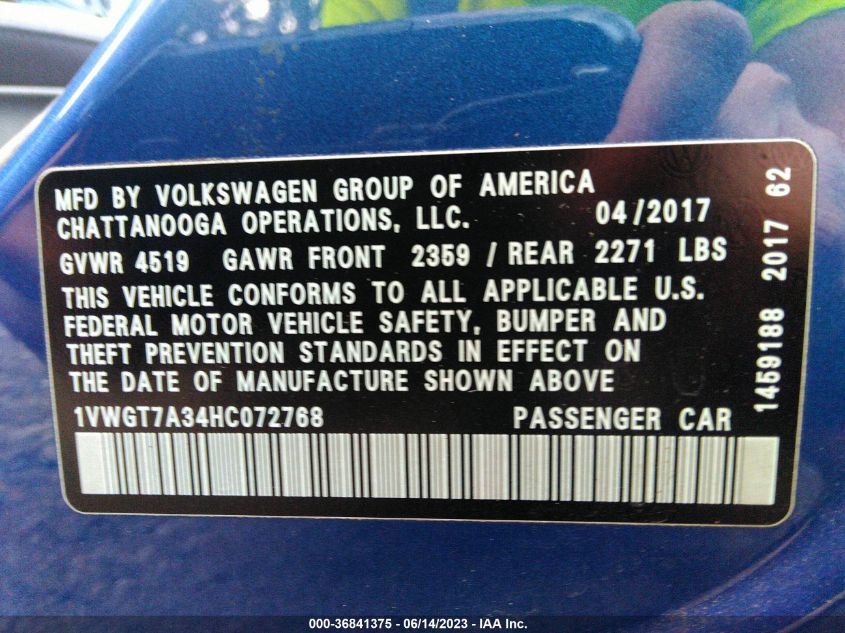 MFD BY VOLKSWAGEN GROUP OF AMERICA
CHATTANOOGA OPERATIONS, LLC. 04/2017
GVWR 4519 GAWR FRONT 2359 / REAR 2271 LBS
THIS VEHICLE CONFORMS TO ALL APPLICABLE U.S.
FEDERAL MOTOR VEHICLE SAFETY, BUMPER AND
THEFT PREVENTION STANDARDS IN EFFECT ON
THE DATE OF MANUFACTURE SHOWN ABOVE
1VWGT7A34HC072768 PASSENGER CAR
1459188 2017 62
000-36841375 - 06/14/2023 - IAA Inc.